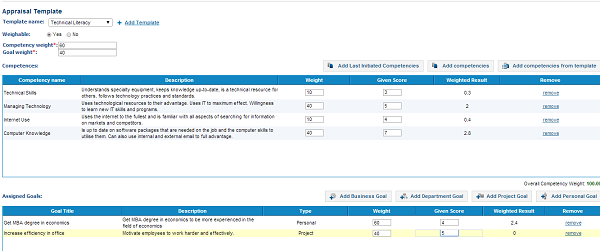 Appraisal Template
Template name: Technical Literacy Add Template
Weighable: Yes No
Competency weight*: 60
Goal weight*: 40
Competences: Add Last Initiated Competencies Add competencies Add competencies from template
Competency name Description Weight Given Score Weighted Result Remove
Technical Skills Understands specialty equipment, keeps knowledge up-to-date, is a technical resource for others, follows technology practices and standards. 10 3 0.3 remove
Managing Technology Uses technological resources to their advantage. Uses IT to maximum effect. Willingness to learn new IT skills and programs. 40 5 2 remove
Internet Use Uses the internet to the fullest and is familiar with all aspects of searching for information on markets and competitors. 10 4 0.4 remove
Computer Knowledge Is up to date on software packages that are needed on the job and the computer skills to utilise them. Can also use internal and external email to full advantage. 40 7 2.8 remove
Overall Competency Weight: 100.00
Assigned Goals: Add Business Goal Add Department Goal Add Project Goal Add Personal Goal
Goal Title Description Type Weight Given Score Weighted Result Remove
Get MBA degree in economics Get MBA degree in economics to be more experienced in the field of economics Personal 60 4 2.4 remove
Increase efficiency in office Motivate employees to work harder and effectively. Project 40 5 0 remove